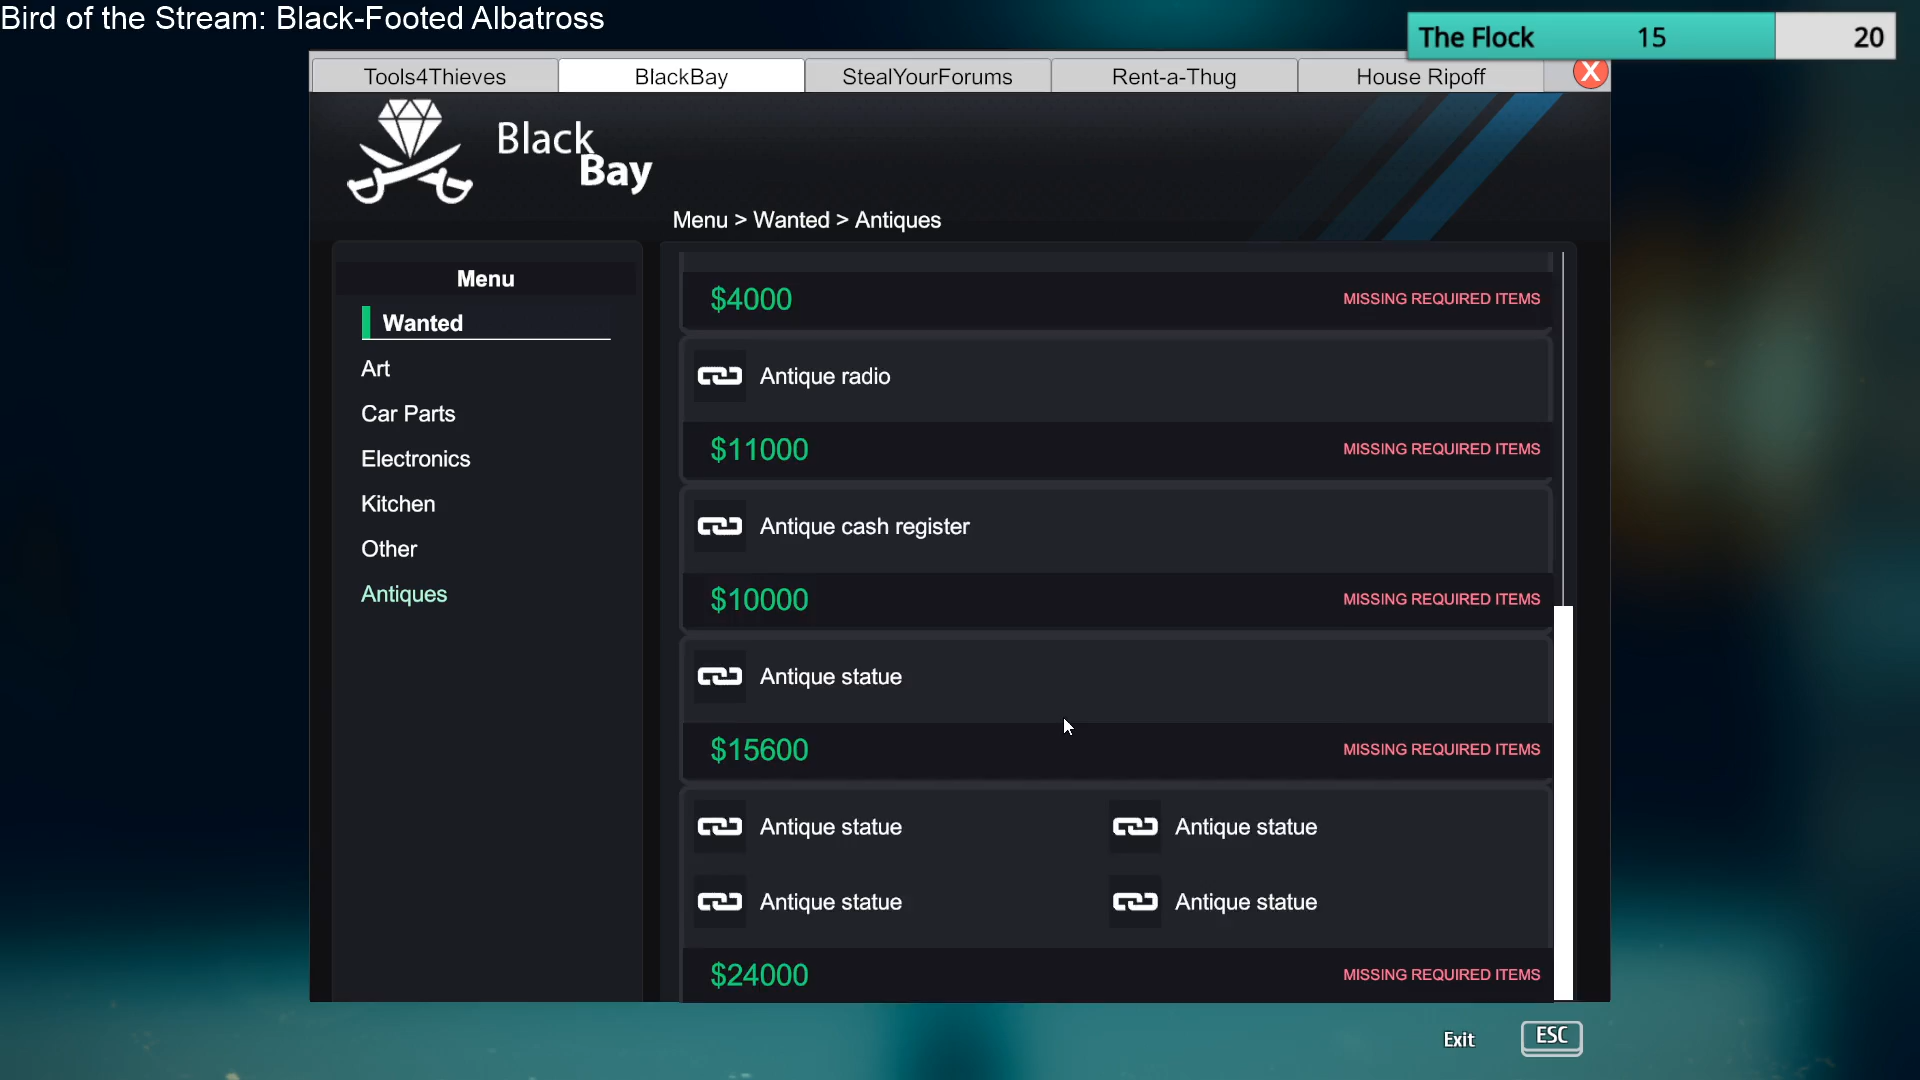 Bird of the Stream: Black-Footed Albatross
The Flock 15 20
Tools4Thieves BlackBay StealYourForums Rent-a-Thug House Ripoff X
Black
Bay
Menu > Wanted > Antiques
Menu
Wanted
Art
Car Parts
Electronics
Kitchen
Other
Antiques
$4000 MISSING REQUIRED ITEMS
Antique radio
$11000 MISSING REQUIRED ITEMS
Antique cash register
$10000 MISSING REQUIRED ITEMS
Antique statue
$15600 MISSING REQUIRED ITEMS
Antique statue Antique statue
Antique statue Antique statue
$24000 MISSING REQUIRED ITEMS
Exit ESC